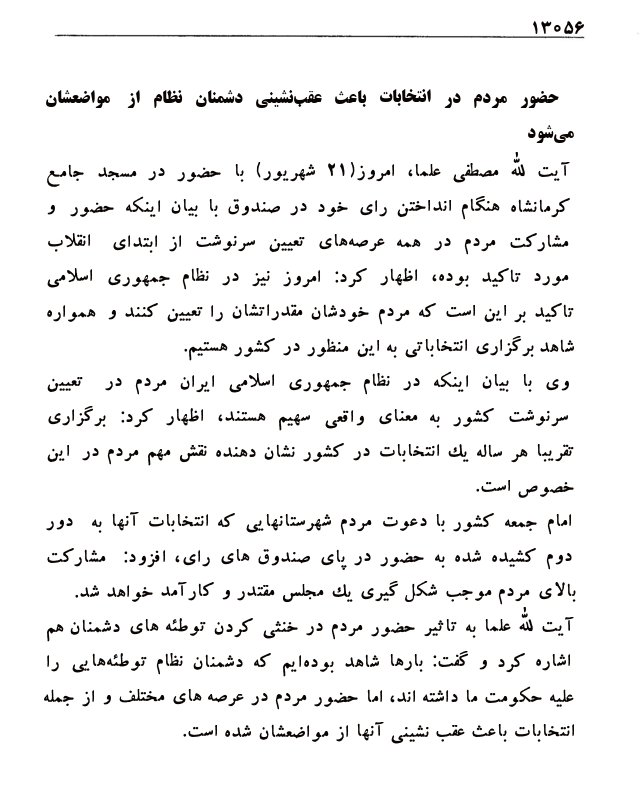 ۱۳۰۵۶
حضور مردم در انتخابات باعث عقب‌نشینی دشمنان نظام از مواضعشان
می‌شود
آیت لله مصطفی علما، امروز(۲۱ شهریور) با حضور در مسجد جامع
کرمانشاه هنگام انداختن رای خود در صندوق با بیان اینکه حضور و
مشارکت مردم در همه عرصه‌های تعیین سرنوشت از ابتدای انقلاب
مورد تاکید بوده، اظهار کرد: امروز نیز در نظام جمهوری اسلامی
تاکید بر این است که مردم خودشان مقدراتشان را تعیین کنند و همواره
شاهد برگزاری انتخاباتی به این منظور در کشور هستیم.
وی با بیان اینکه در نظام جمهوری اسلامی ایران مردم در تعیین
سرنوشت کشور به معنای واقعی سهیم هستند، اظهار کرد: برگزاری
تقریبا هر ساله یك انتخابات در کشور نشان دهنده نقش مهم مردم در این
خصوص است.
امام جمعه کشور با دعوت مردم شهرستانهایی که انتخابات آنها به دور
دوم کشیده شده به حضور در پای صندوق های رای، افزود: مشارکت
بالای مردم موجب شکل گیری یك مجلس مقتدر و کارآمد خواهد شد.
آیت لله علما به تاثیر حضور مردم در خنثی کردن توطئه های دشمنان هم
اشاره کرد و گفت: بارها شاهد بوده‌ایم که دشمنان نظام توطئه‌هایی را
علیه حکومت ما داشته اند، اما حضور مردم در عرصه های مختلف و از جمله
انتخابات باعث عقب نشینی آنها از مواضعشان شده است.